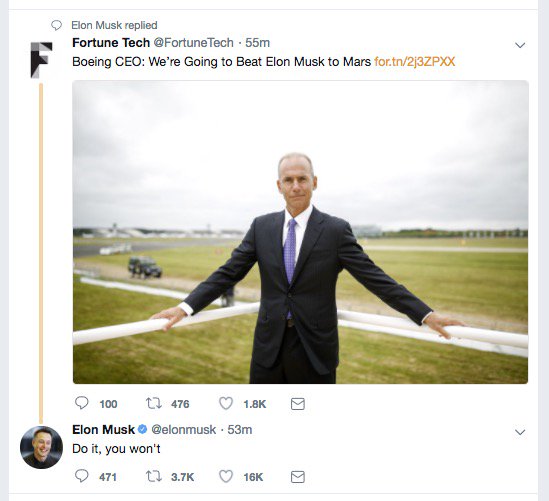 Elon Musk replied
Fortune Tech @FortuneTech · 55m
Boeing CEO: We're Going to Beat Elon Musk to Mars for.tn/2j3ZPXX
100 476 1.8K
Elon Musk @elonmusk · 53m
Do it, you won't
471 3.7K 16K